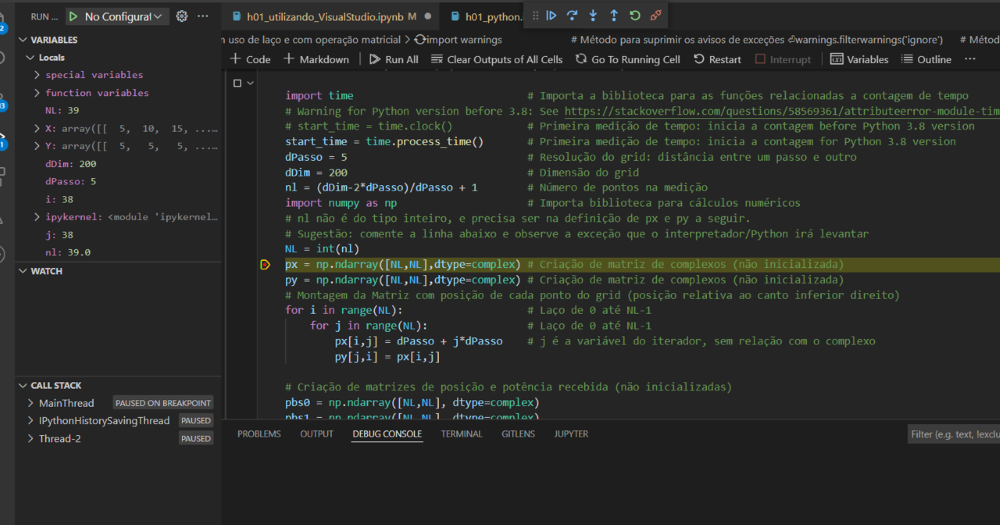 RUN ... No Configurat
h01_utilizando_VisualStudio.ipynb M
h01_python.
VARIABLES
Locals
special variables
function variables
NL: 39
X: array([[ 5, 10, 15, ...
Y: array([[ 5, 5, 5, ...
dDim: 200
dPasso: 5
i: 38
ipykernel: <module 'ipykernel...
j: 38
nl: 39.0
WATCH
CALL STACK
MainThread PAUSED ON BREAKPOINT
IPythonHistorySavingThread PAUSED
Thread-2 PAUSED
m uso de laço e com operação matricial > import warnings # Método para suprimir os avisos de exceções warnings.filterwarnings('ignore') # Método
+ Code + Markdown Run All Clear Outputs of All Cells Go To Running Cell Restart Interrupt Variables Outline ...
import time # Importa a biblioteca para as funções relacionadas a contagem de tempo
# Warning for Python version before 3.8: See https://stackoverflow.com/questions/58569361/attributeerror-module-tim
# start_time = time.clock() # Primeira medição de tempo: inicia a contagem before Python 3.8 version
start_time = time.process_time() # Primeira medição de tempo: inicia a contagem for Python 3.8 version
dPasso = 5 # Resolução do grid: distância entre um passo e outro
dDim = 200 # Dimensão do grid
nl = (dDim-2*dPasso)/dPasso + 1 # Número de pontos na medição
import numpy as np # Importa biblioteca para cálculos numéricos
# nl não é do tipo inteiro, e precisa ser na definição de px e py a seguir.
# Sugestão: comente a linha abaixo e observe a exceção que o interpretador/Python irá levantar
NL = int(nl)
px = np.ndarray([NL,NL],dtype=complex) # Criação de matriz de complexos (não inicializada)
py = np.ndarray([NL,NL],dtype=complex) # Criação de matriz de complexos (não inicializada)
# Montagem da Matriz com posição de cada ponto do grid (posição relativa ao canto inferior direito)
for i in range(NL): # Laço de 0 até NL-1
for j in range(NL): # Laço de 0 até NL-1
px[i,j] = dPasso + j*dPasso # j é a variável do iterador, sem relação com o complexo
py[j,i] = px[i,j]
# Criação de matrizes de posição e potência recebida (não inicializadas)
pbs0 = np.ndarray([NL,NL], dtype=complex)
pbs1 = np.ndarray([NL,NL], dtype=complex)
PROBLEMS OUTPUT DEBUG CONSOLE TERMINAL GITLENS JUPYTER
Filter (e.g. text, !exclu